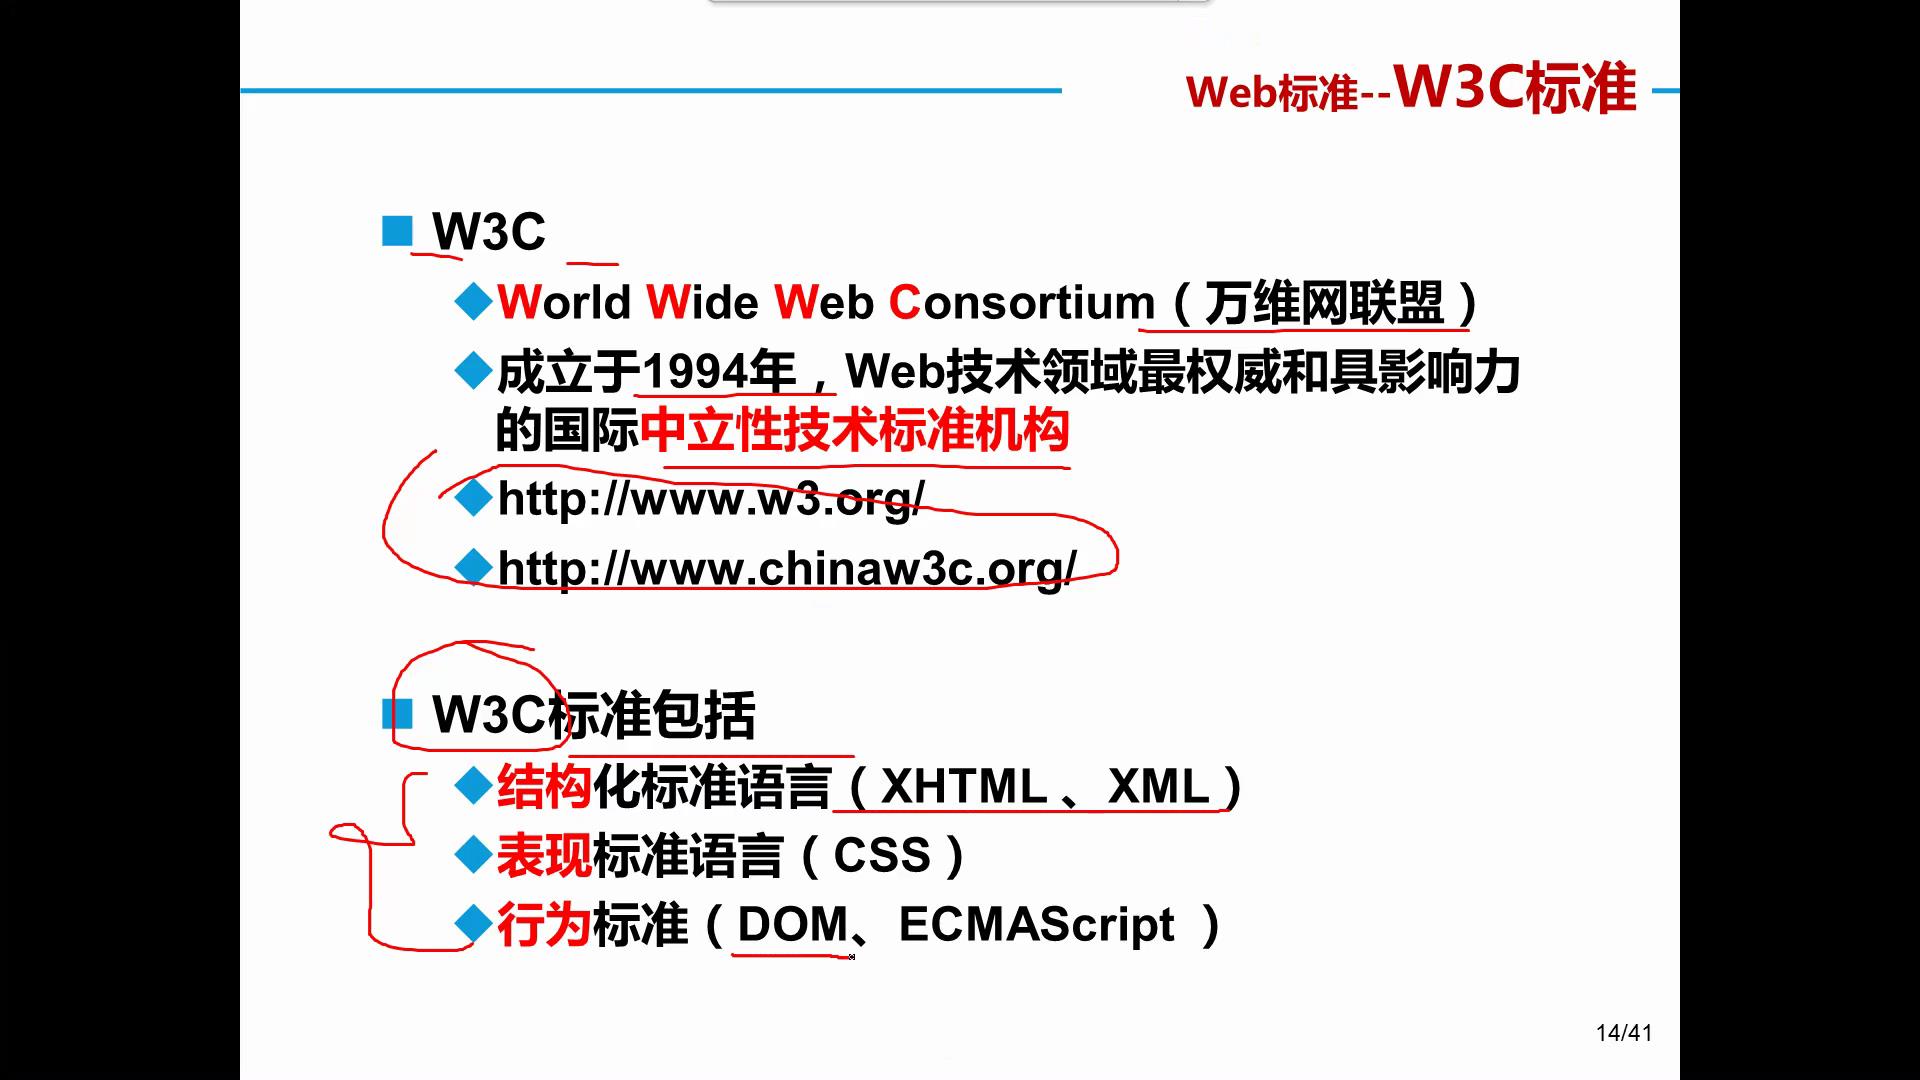 Web标准--W3C标准
W3C
World Wide Web Consortium（万维网联盟）
成立于1994年，Web技术领域最权威和具影响力
的国际中立性技术标准机构
http://www.w3.org/
http://www.chinaw3c.org/
W3C标准包括
结构化标准语言（XHTML 、XML）
表现标准语言（CSS）
行为标准（DOM、ECMAScript ）
14/41